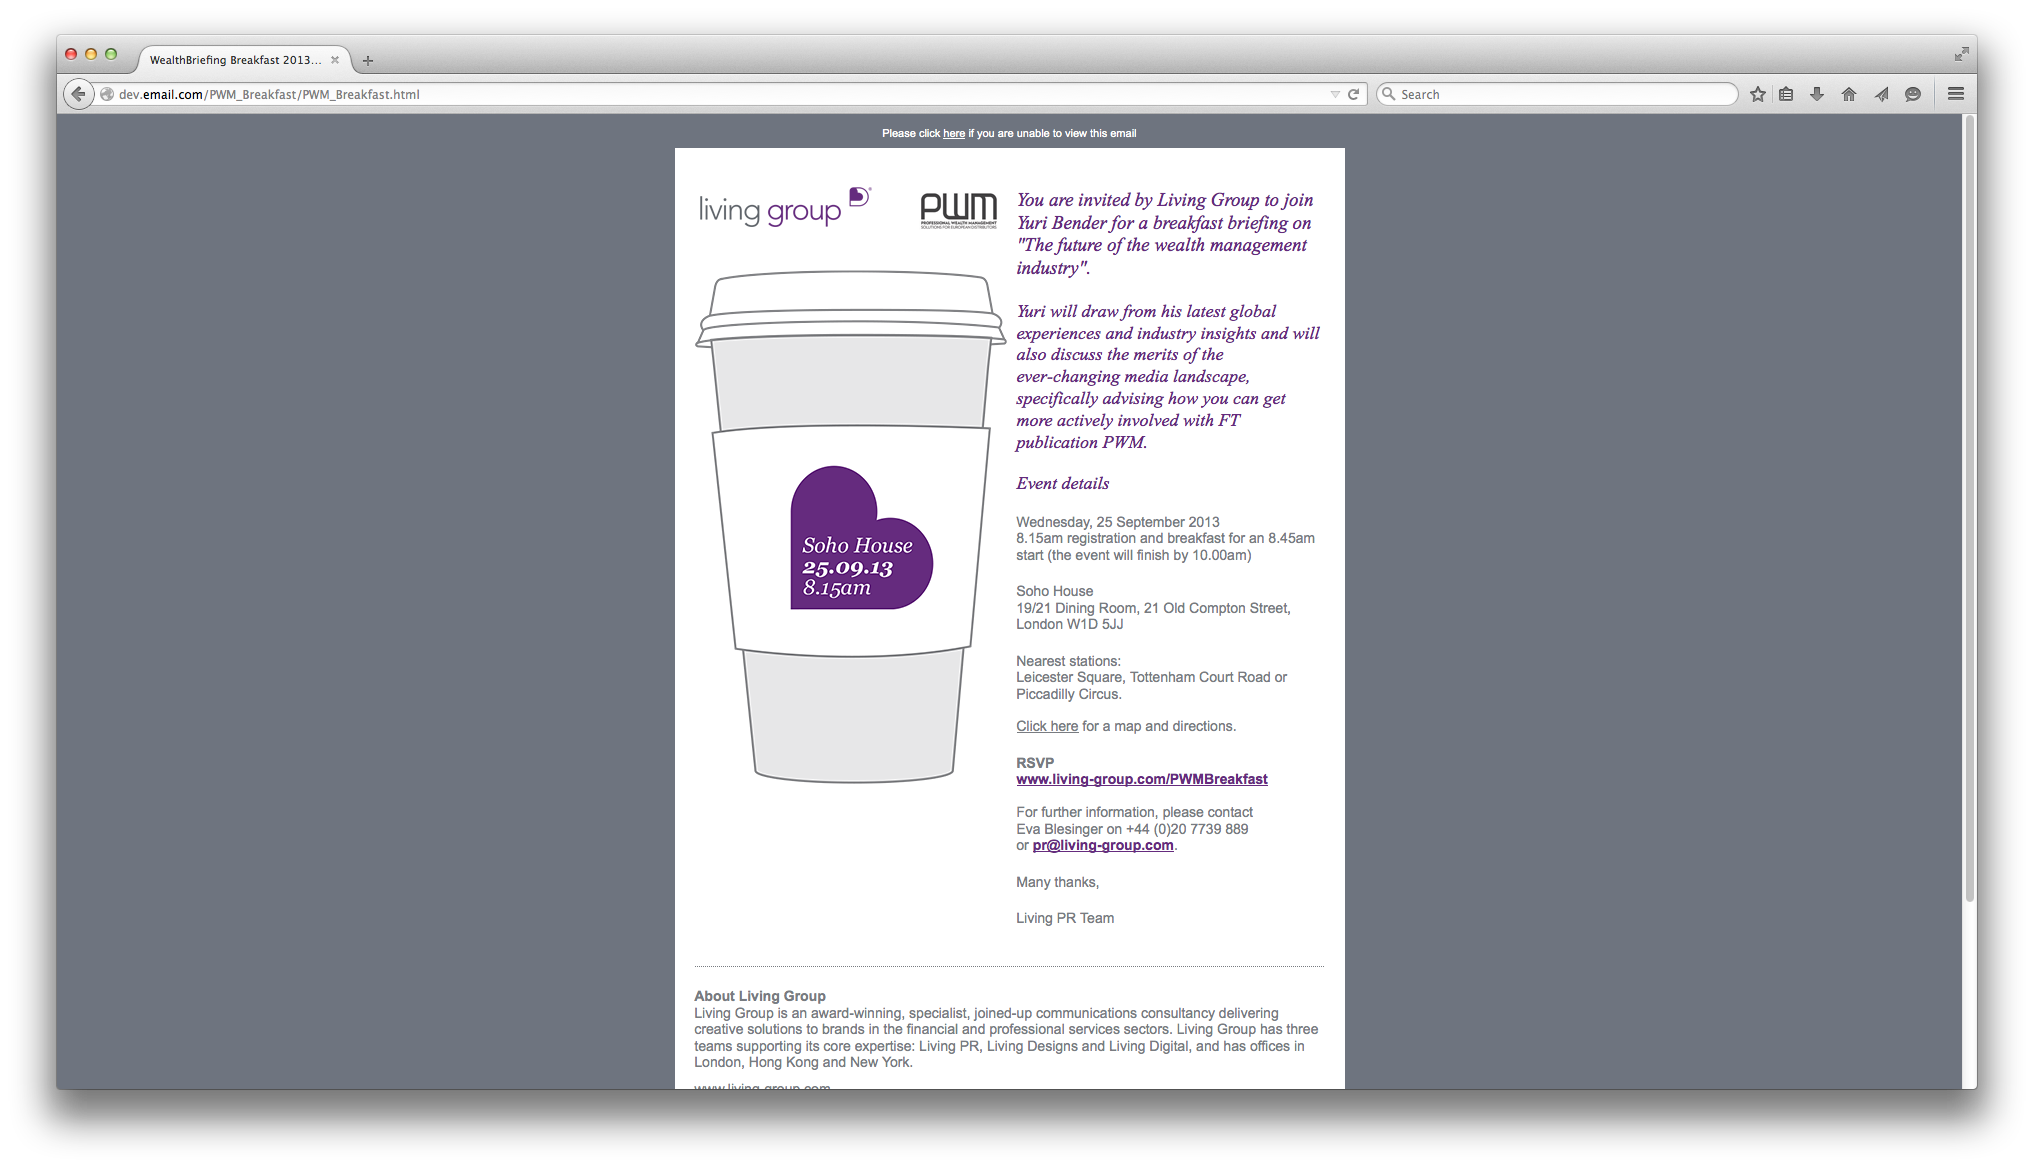 WealthBriefing Breakfast 2013...
dev.email.com/PWM_Breakfast/PWM_Breakfast.html
Search
Please click here if you are unable to view this email
living group
PWM
PROFESSIONAL WEALTH MANAGEMENT
SOLUTIONS FOR EUROPEAN DISTRIBUTORS
Soho House
25.09.13
8.15am
You are invited by Living Group to join
Yuri Bender for a breakfast briefing on
"The future of the wealth management
industry".
Yuri will draw from his latest global
experiences and industry insights and will
also discuss the merits of the
ever-changing media landscape,
specifically advising how you can get
more actively involved with FT
publication PWM.
Event details
Wednesday, 25 September 2013
8.15am registration and breakfast for an 8.45am
start (the event will finish by 10.00am)
Soho House
19/21 Dining Room, 21 Old Compton Street,
London W1D 5JJ
Nearest stations:
Leicester Square, Tottenham Court Road or
Piccadilly Circus.
Click here for a map and directions.
RSVP
www.living-group.com/PWMBreakfast
For further information, please contact
Eva Blesinger on +44 (0)20 7739 889
or pr@living-group.com.
Many thanks,
Living PR Team
About Living Group
Living Group is an award-winning, specialist, joined-up communications consultancy delivering
creative solutions to brands in the financial and professional services sectors. Living Group has three
teams supporting its core expertise: Living PR, Living Designs and Living Digital, and has offices in
London, Hong Kong and New York.
www.living-group.com